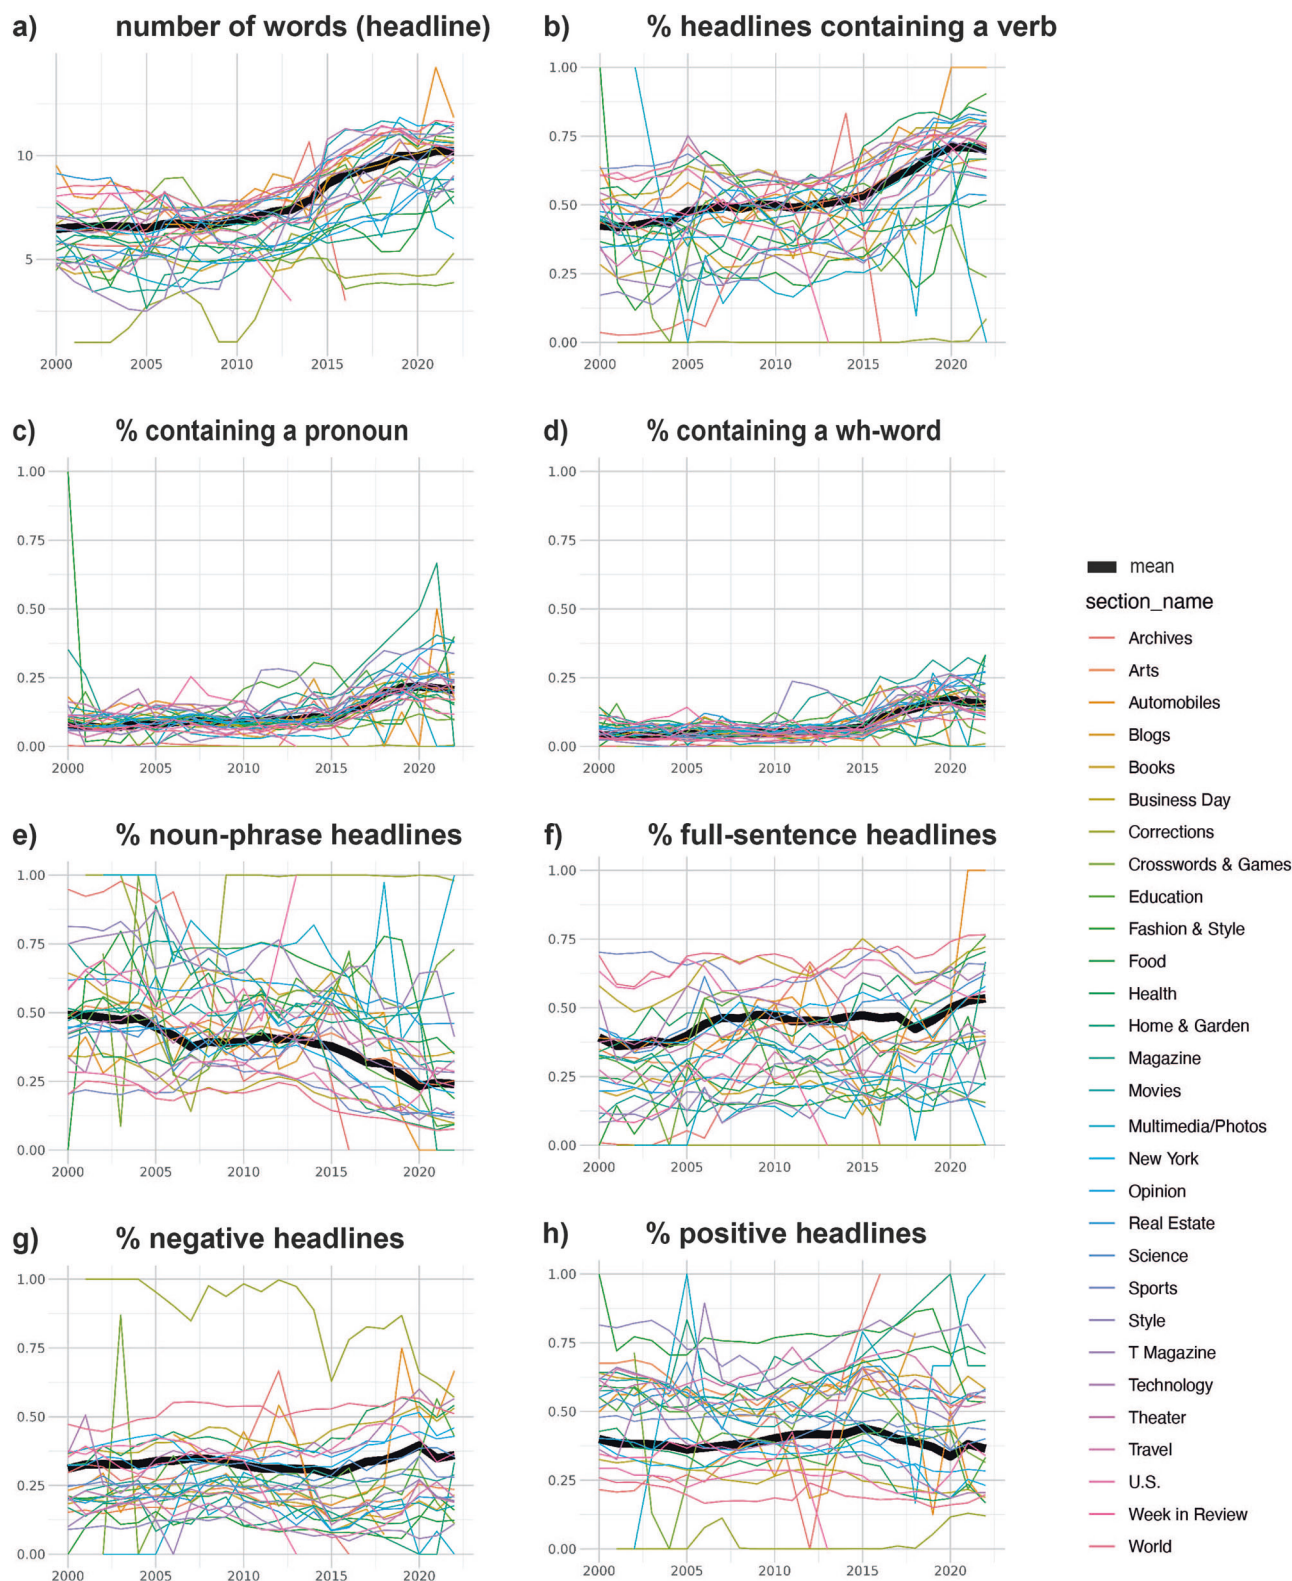 a) number of words (headline)
10
5
2000 2005 2010 2015 2020
b) % headlines containing a verb
1.00
0.75
0.50
0.25
0.00
2000 2005 2010 2015 2020
c) % containing a pronoun
1.00
0.75
0.50
0.25
0.00
2000 2005 2010 2015 2020
d) % containing a wh-word
1.00
0.75
0.50
0.25
0.00
2000 2005 2010 2015 2020
e) % noun-phrase headlines
1.00
0.75
0.50
0.25
0.00
2000 2005 2010 2015 2020
f) % full-sentence headlines
1.00
0.75
0.50
0.25
0.00
2000 2005 2010 2015 2020
g) % negative headlines
1.00
0.75
0.50
0.25
0.00
2000 2005 2010 2015 2020
h) % positive headlines
1.00
0.75
0.50
0.25
0.00
2000 2005 2010 2015 2020
mean
section_name
Archives
Arts
Automobiles
Blogs
Books
Business Day
Corrections
Crosswords & Games
Education
Fashion & Style
Food
Health
Home & Garden
Magazine
Movies
Multimedia/Photos
New York
Opinion
Real Estate
Science
Sports
Style
T Magazine
Technology
Theater
Travel
U.S.
Week in Review
World